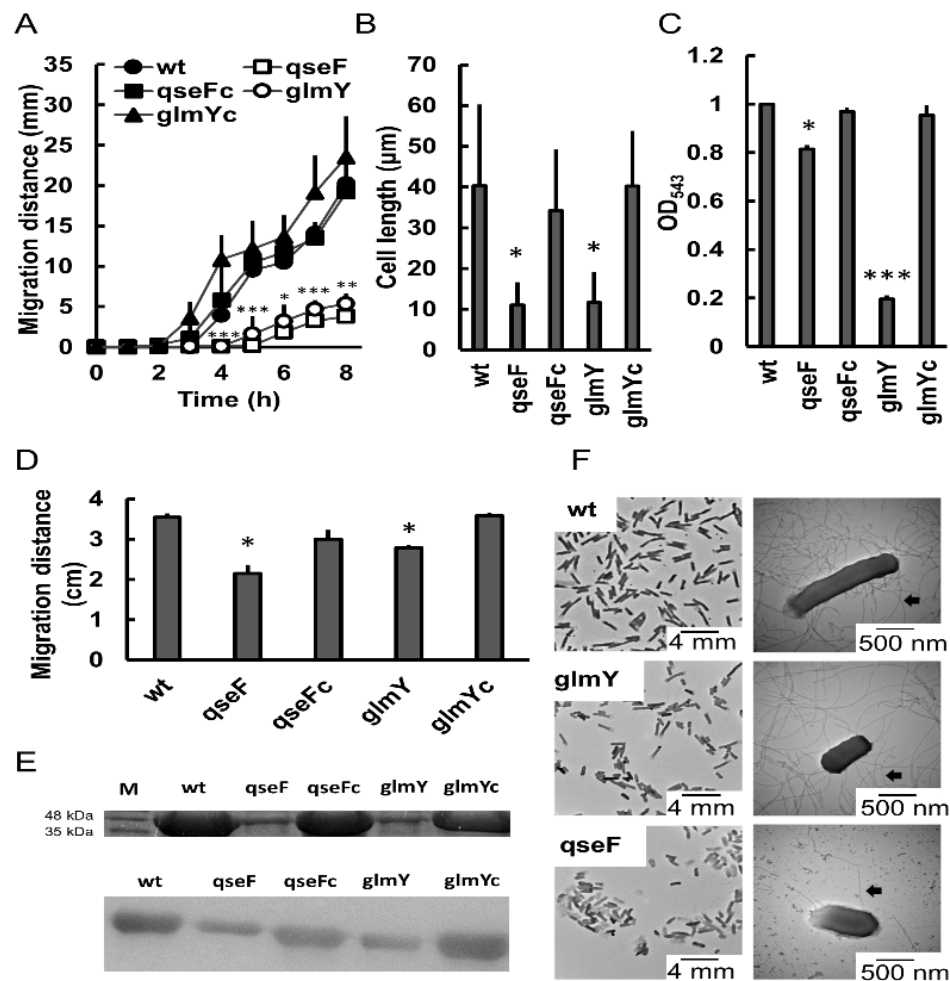 A
wt
qseF
qseFc
glmY
glmYc
Migration distance (mm)
35
30
25
20
15
10
5
0
*** *** * *** **
0 2 4 6 8
Time (h)
B
Cell length (µm)
80
70
60
50
40
30
20
10
0
* *
wt qseF qseFc glmY glmYc
C
OD543
1.2
1
0.8
0.6
0.4
0.2
0
* ***
wt qseF qseFc glmY glmYc
D
Migration distance
(cm)
4
3
2
1
0
* *
wt qseF qseFc glmY glmYc
E
M wt qseF qseFc glmY glmYc
48 kDa
35 kDa
wt qseF qseFc glmY glmYc
F
wt
4 mm
500 nm
glmY
4 mm
500 nm
qseF
4 mm
500 nm